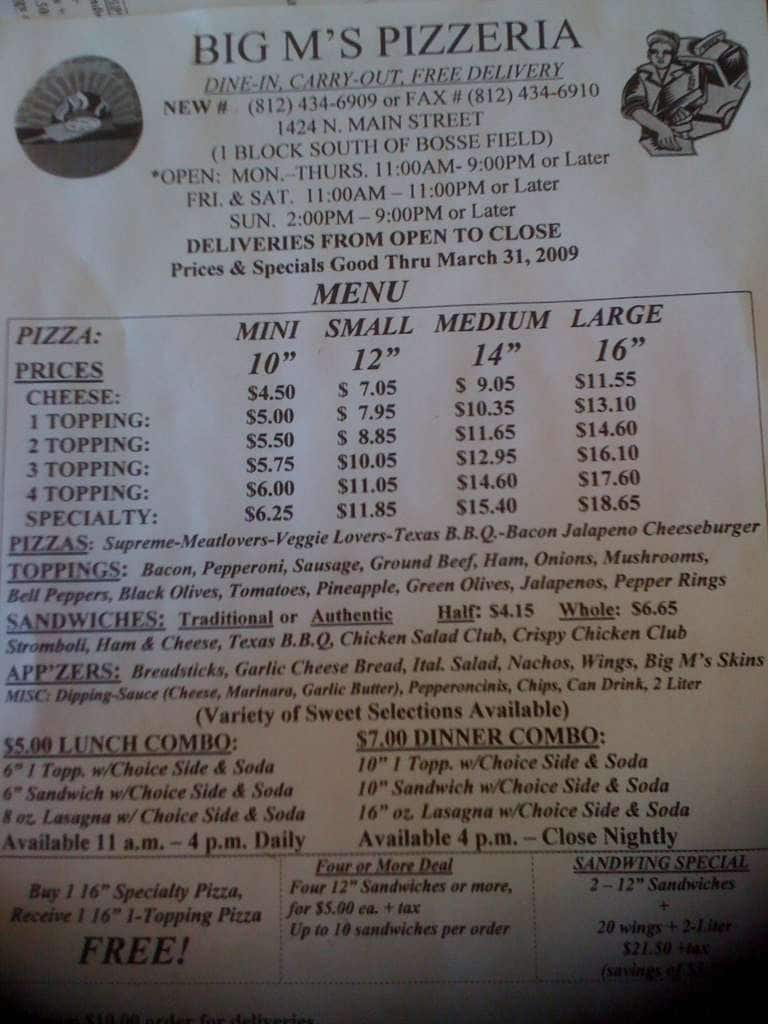 BIG M'S PIZZERIA
DINE-IN, CARRY-OUT, FREE DELIVERY
NEW # (812) 434-6909 or FAX # (812) 434-6910
1424 N. MAIN STREET
(1 BLOCK SOUTH OF BOSSE FIELD)
*OPEN: MON.-THURS. 11:00AM- 9:00PM or Later
FRI. & SAT. 11:00AM – 11:00PM or Later
SUN. 2:00PM – 9:00PM or Later
DELIVERIES FROM OPEN TO CLOSE
Prices & Specials Good Thru March 31, 2009
MENU
PIZZA: MINI SMALL MEDIUM LARGE
PRICES 10” 12” 14” 16”
CHEESE: $4.50 $ 7.05 $ 9.05 $11.55
1 TOPPING: $5.00 $ 7.95 $10.35 $13.10
2 TOPPING: $5.50 $ 8.85 $11.65 $14.60
3 TOPPING: $5.75 $10.05 $12.95 $16.10
4 TOPPING: $6.00 $11.05 $14.60 $17.60
SPECIALTY: $6.25 $11.85 $15.40 $18.65
PIZZAS: Supreme-Meatlovers-Veggie Lovers-Texas B.B.Q.-Bacon Jalapeno Cheeseburger
TOPPINGS: Bacon, Pepperoni, Sausage, Ground Beef, Ham, Onions, Mushrooms,
Bell Peppers, Black Olives, Tomatoes, Pineapple, Green Olives, Jalapenos, Pepper Rings
SANDWICHES: Traditional or Authentic Half: $4.15 Whole: $6.65
Stromboli, Ham & Cheese, Texas B.B.Q, Chicken Salad Club, Crispy Chicken Club
APP'ZERS: Breadsticks, Garlic Cheese Bread, Ital. Salad, Nachos, Wings, Big M's Skins
MISC: Dipping-Sauce (Cheese, Marinara, Garlic Butter), Pepperoncinis, Chips, Can Drink, 2 Liter
(Variety of Sweet Selections Available)
$5.00 LUNCH COMBO: $7.00 DINNER COMBO:
6” 1 Topp. w/Choice Side & Soda 10” 1 Topp. w/Choice Side & Soda
6” Sandwich w/Choice Side & Soda 10” Sandwich w/Choice Side & Soda
8 oz. Lasagna w/ Choice Side & Soda 16” oz. Lasagna w/Choice Side & Soda
Available 11 a.m. – 4 p.m. Daily Available 4 p.m. – Close Nightly
Buy 1 16” Specialty Pizza,
Receive 1 16” 1-Topping Pizza
FREE!
Four or More Deal
Four 12” Sandwiches or more,
for $5.00 ea. + tax
Up to 10 sandwiches per order
SANDWING SPECIAL
2 – 12” Sandwiches
+
20 wings + 2-Liter
$21.50 +tax
(savings of
$10.00 order for deliveries